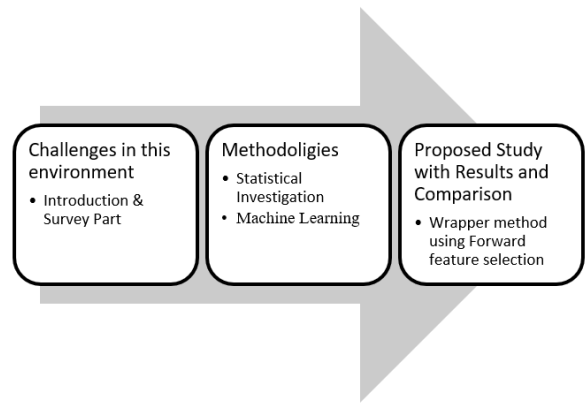 Challenges in this
environment
• Introduction &
Survey Part
Methodoligies
• Statistical
Investigation
• Machine Learning
Proposed Study
with Results and
Comparison
• Wrapper method
using Forward
feature selection